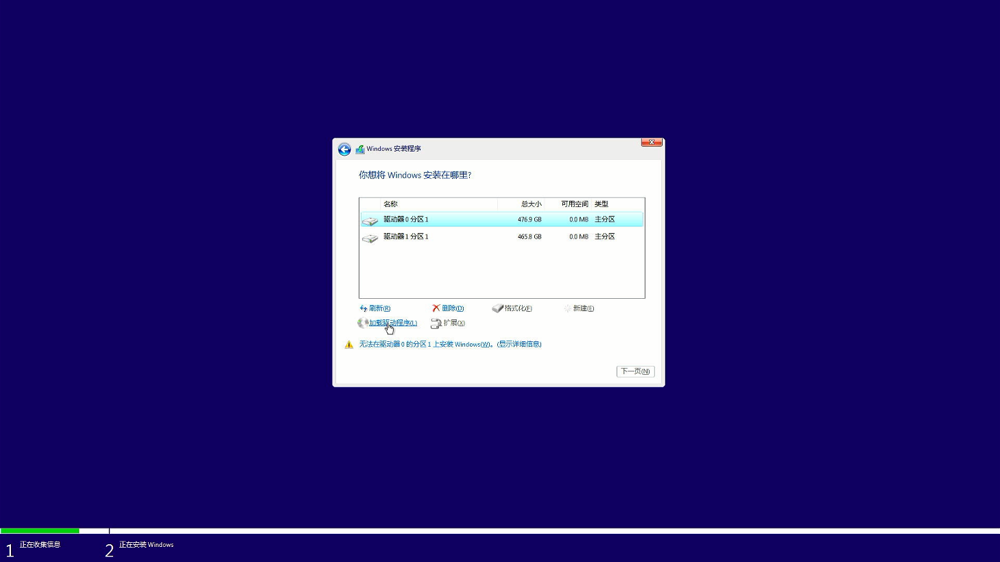 Windows 安装程序
你想将 Windows 安装在哪里?
名称 总大小 可用空间 类型
驱动器 0 分区 1 476.9 GB 0.0 MB 主分区
驱动器 1 分区 1 465.8 GB 0.0 MB 主分区
刷新(R) 删除(D) 格式化(F) 新建(E)
加载驱动程序(L) 扩展(X)
无法在驱动器 0 的分区 1 上安装 Windows(W)。(显示详细信息)
下一页(N)
1 正在收集信息 2 正在安装 Windows